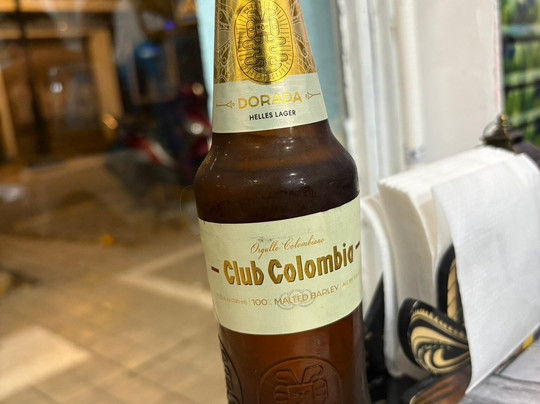 DORADA
HELLES LAGER
Orgullo Colombiano
Club Colombia
100% MALTED BARLEY